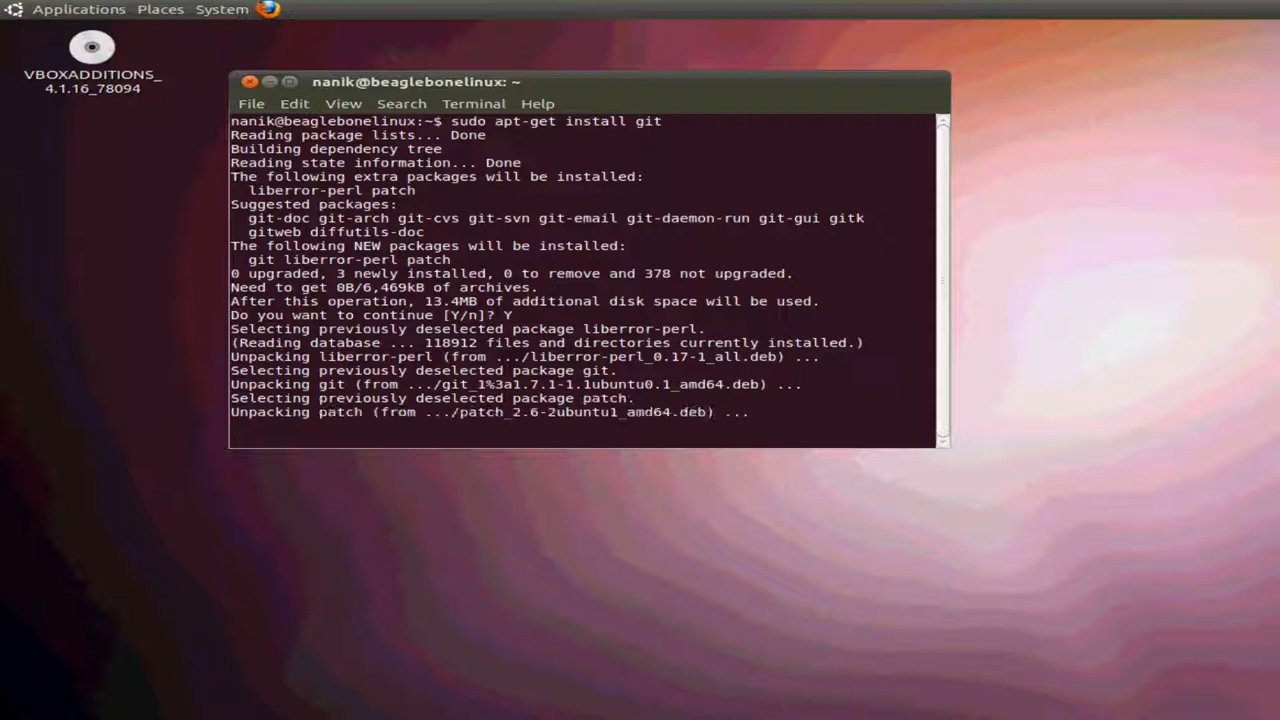 Applications Places System
VBOXADDITIONS_
4.1.16_78094
nanik@beaglebonelinux: ~
File Edit View Search Terminal Help
nanik@beaglebonelinux:~$ sudo apt-get install git
Reading package lists... Done
Building dependency tree
Reading state information... Done
The following extra packages will be installed:
  liberror-perl patch
Suggested packages:
  git-doc git-arch git-cvs git-svn git-email git-daemon-run git-gui gitk
  gitweb diffutils-doc
The following NEW packages will be installed:
  git liberror-perl patch
0 upgraded, 3 newly installed, 0 to remove and 378 not upgraded.
Need to get 0B/6,469kB of archives.
After this operation, 13.4MB of additional disk space will be used.
Do you want to continue [Y/n]? Y
Selecting previously deselected package liberror-perl.
(Reading database ... 118912 files and directories currently installed.)
Unpacking liberror-perl (from .../liberror-perl_0.17-1_all.deb) ...
Selecting previously deselected package git.
Unpacking git (from .../git_1%3a1.7.1-1.1ubuntu0.1_amd64.deb) ...
Selecting previously deselected package patch.
Unpacking patch (from .../patch_2.6-2ubuntu1_amd64.deb) ...